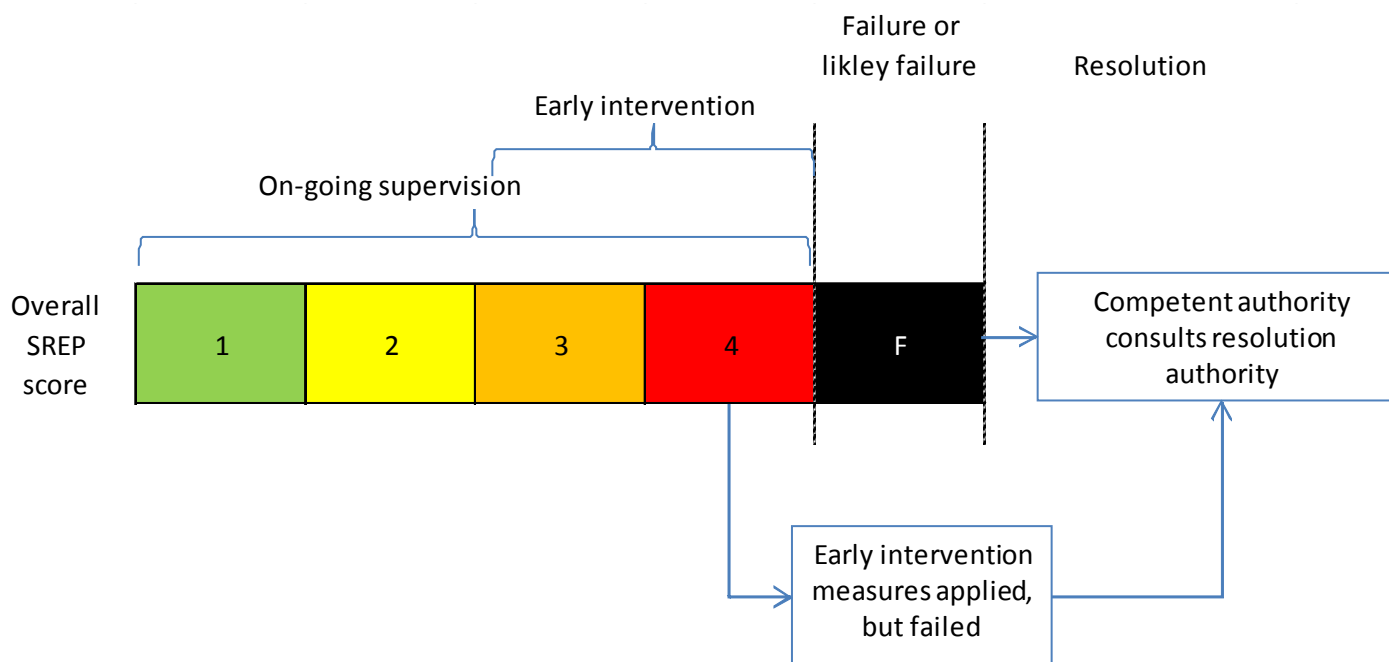 Failure or
likley failure
Resolution
Early intervention
On-going supervision
Overall
SREP
score
1
2
3
4
F
Competent authority
consults resolution
authority
Early intervention
measures applied,
but failed